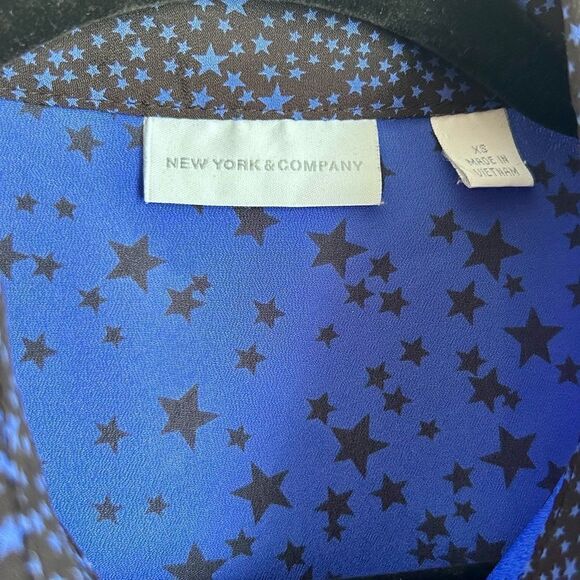 NEW YORK & COMPANY
XS
MADE IN
VIETNAM